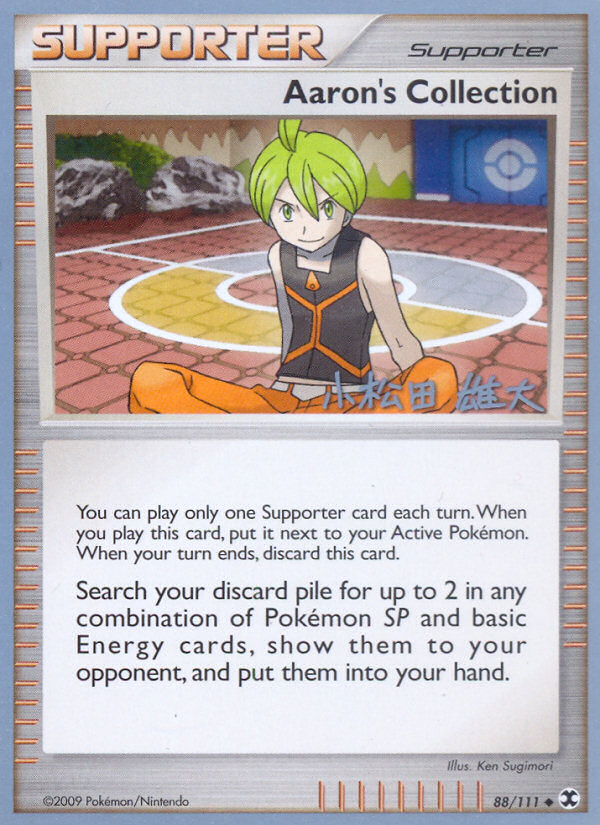 SUPPORTER
Supporter
Aaron's Collection
小松田 雄大
You can play only one Supporter card each turn. When
you play this card, put it next to your Active Pokémon.
When your turn ends, discard this card.
Search your discard pile for up to 2 in any
combination of Pokémon SP and basic
Energy cards, show them to your
opponent, and put them into your hand.
Illus. Ken Sugimori
©2009 Pokémon/Nintendo
88/111